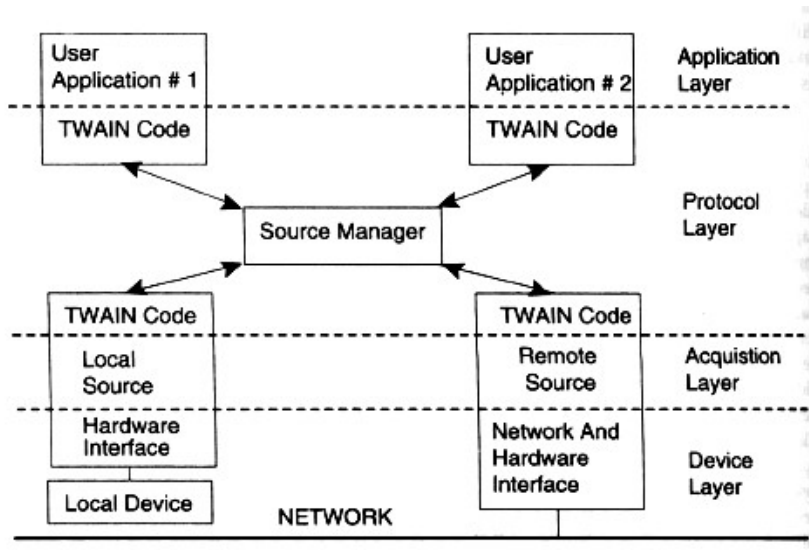 User
Application # 1
User
Application # 2
Application
Layer
TWAIN Code
TWAIN Code
Protocol
Layer
Source Manager
TWAIN Code
TWAIN Code
Local
Source
Remote
Source
Acquistion
Layer
Hardware
Interface
Network And
Hardware
Interface
Device
Layer
Local Device
NETWORK